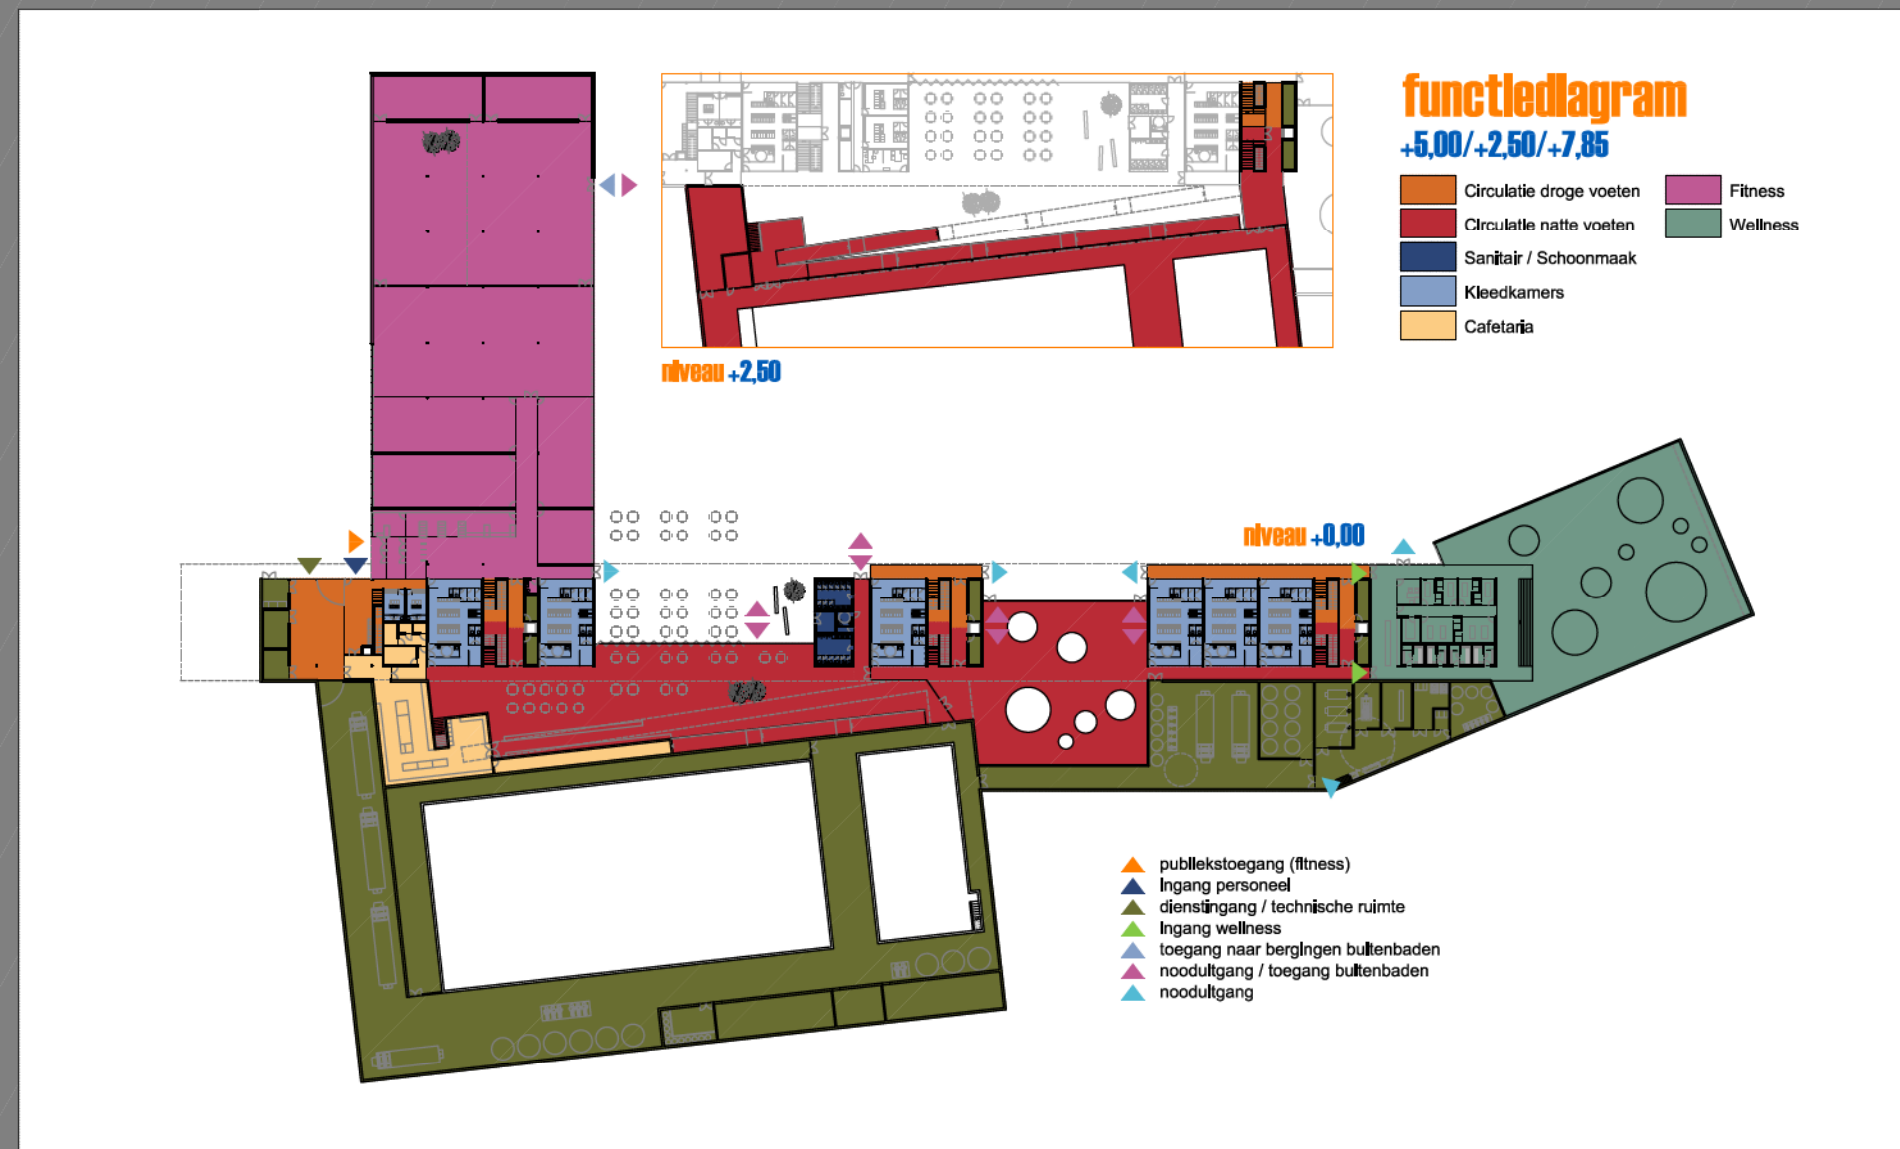 functiediagram
+5,00/+2,50/+7,85
Circulatie droge voeten
Circulatie natte voeten
Sanitair / Schoonmaak
Kleedkamers
Cafetaria
Fitness
Wellness
niveau +2,50
niveau +0,00
publiekstoegang (fitness)
Ingang personeel
dienstingang / technische ruimte
Ingang wellness
toegang naar bergingen buitenbaden
nooduitgang / toegang buitenbaden
nooduitgang